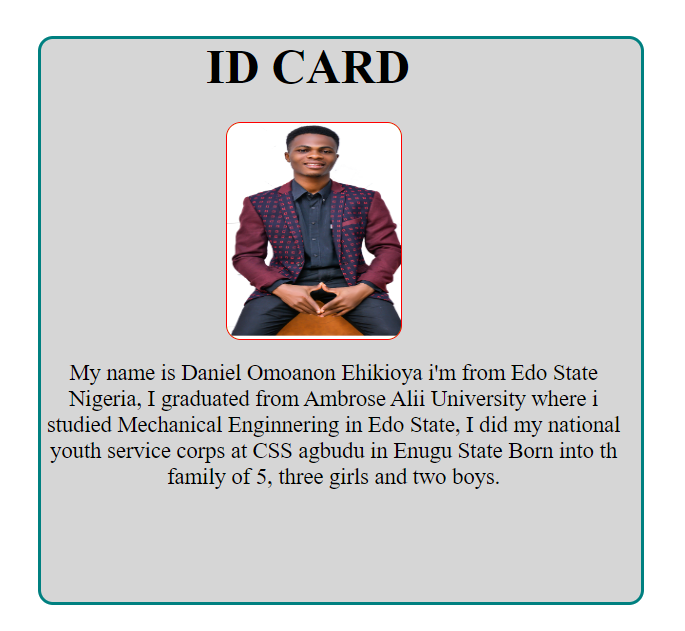 ID CARD
My name is Daniel Omoanon Ehikioya i'm from Edo State
Nigeria, I graduated from Ambrose Alii University where i
studied Mechanical Enginnering in Edo State, I did my national
youth service corps at CSS agbudu in Enugu State Born into th
family of 5, three girls and two boys.